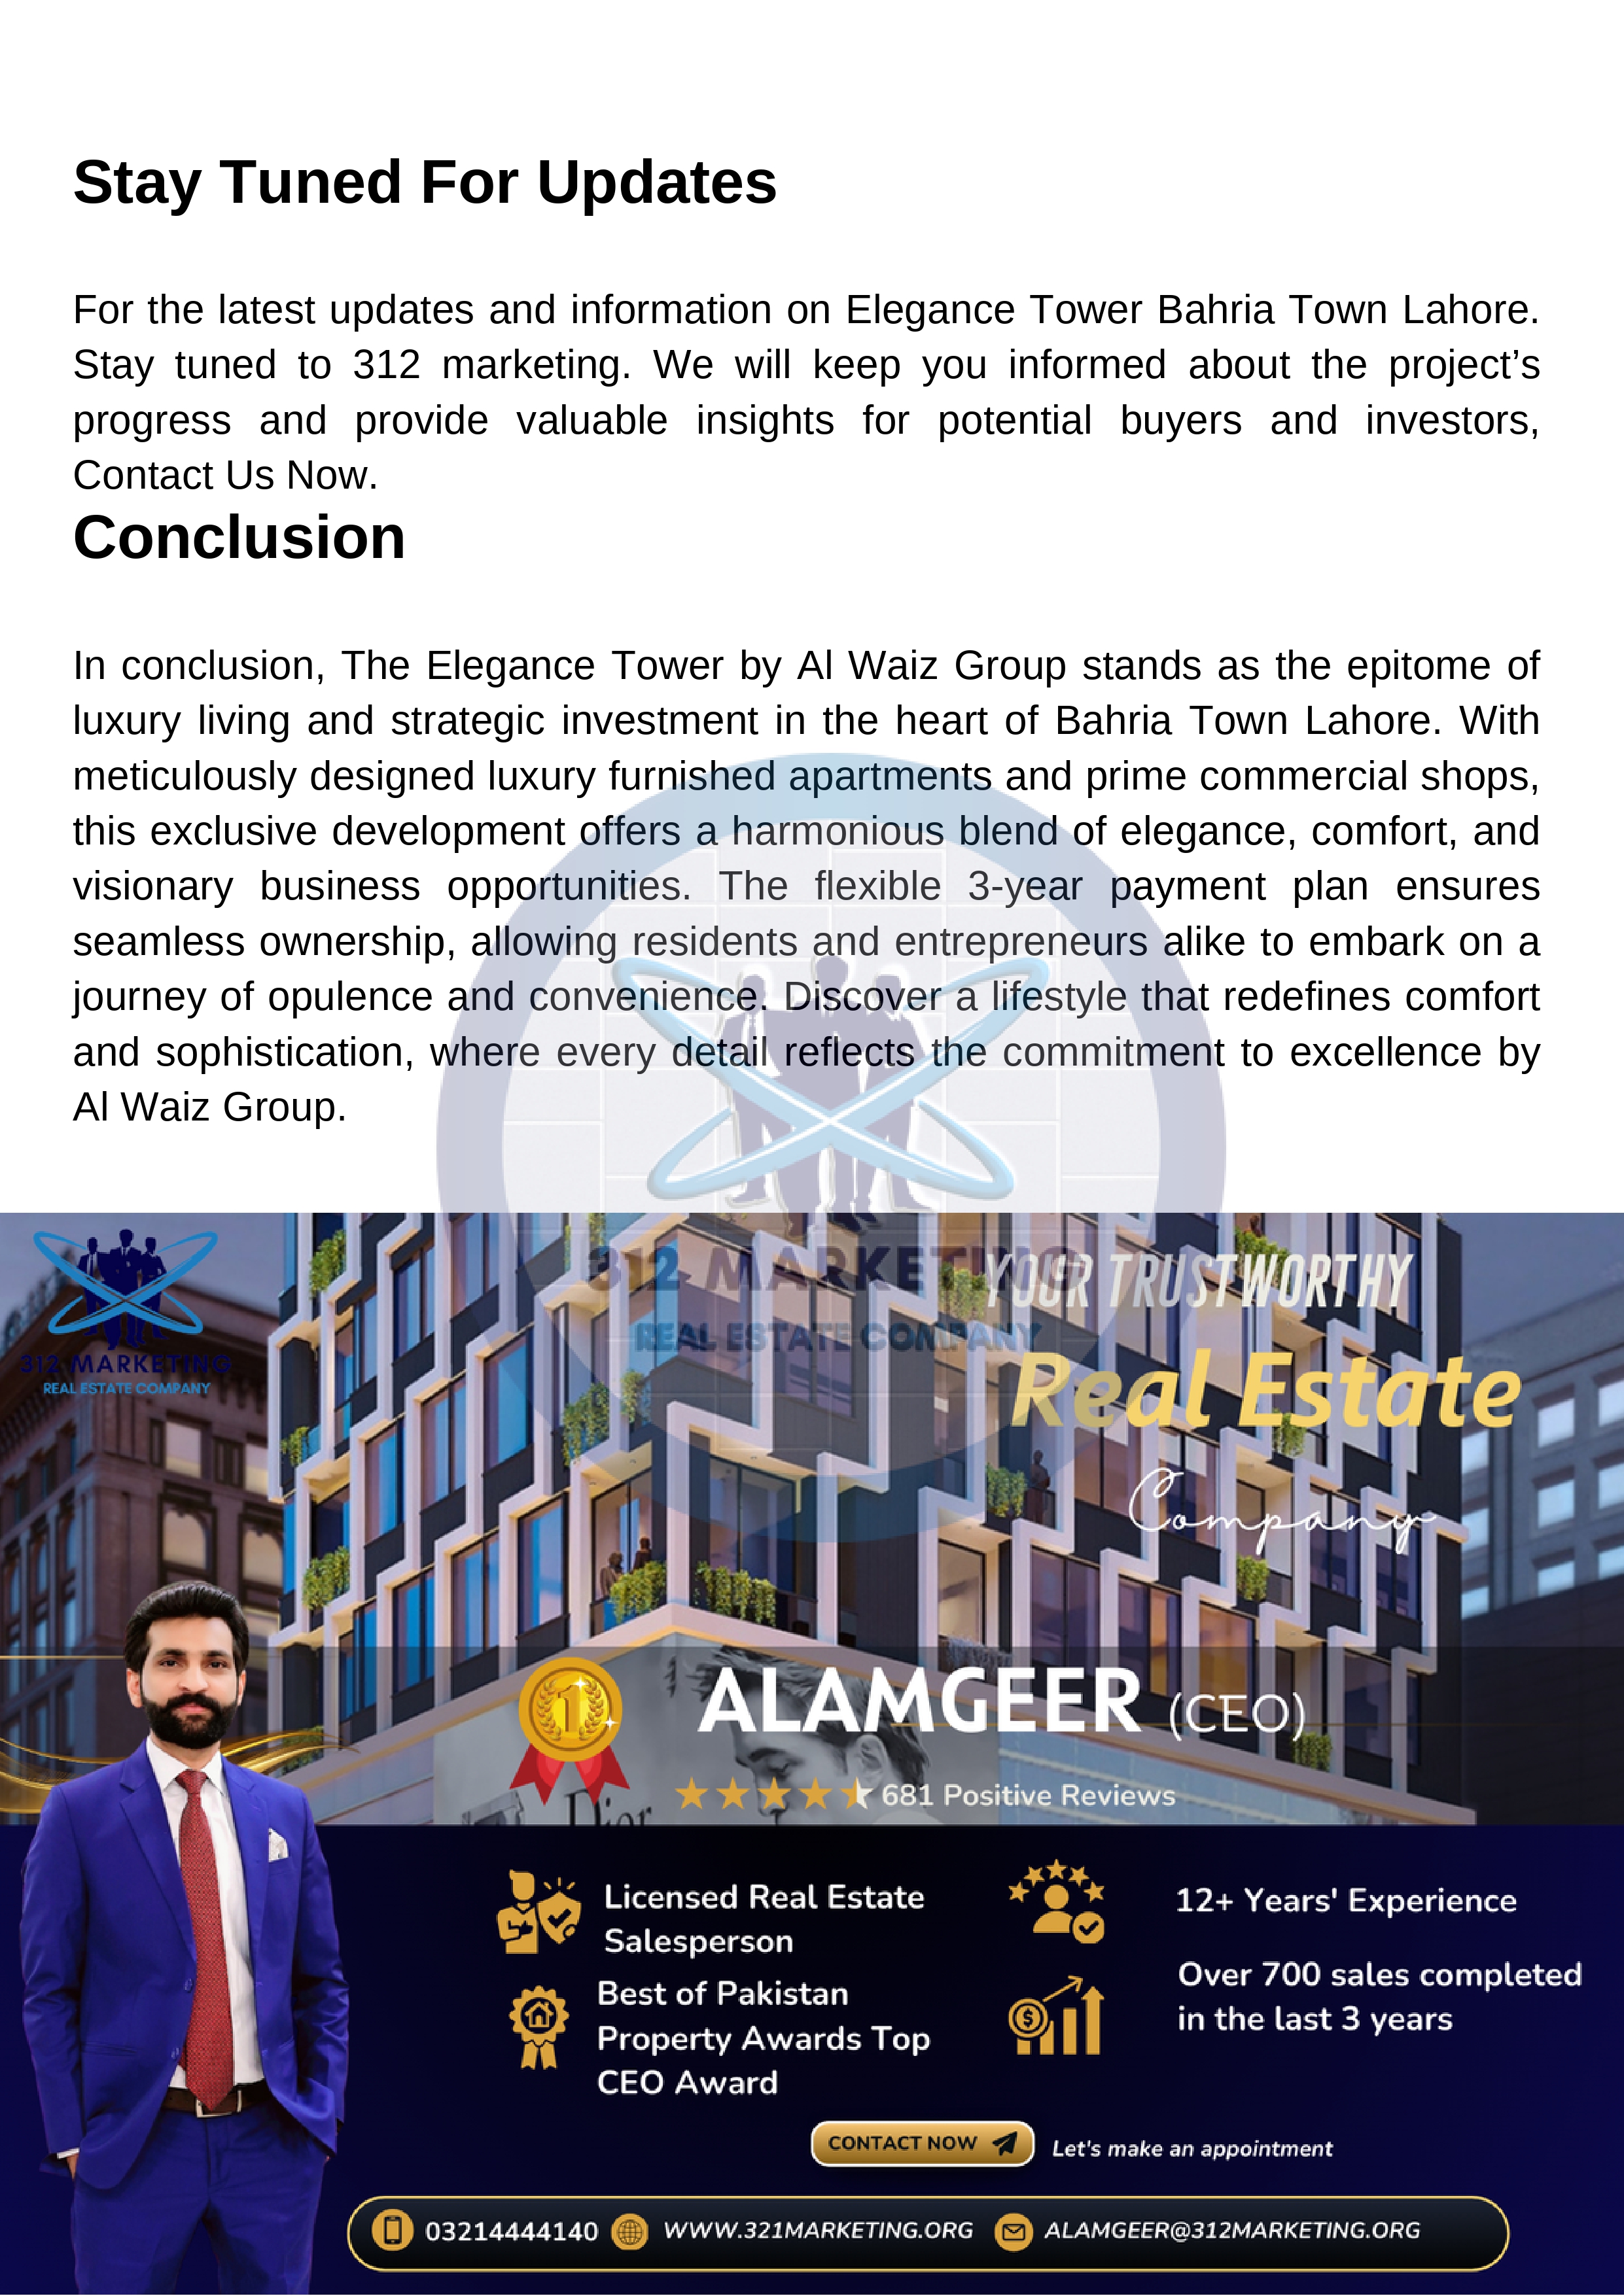 Stay Tuned For Updates
For the latest updates and information on Elegance Tower Bahria Town Lahore.
Stay tuned to 312 marketing. We will keep you informed about the project’s
progress and provide valuable insights for potential buyers and investors,
Contact Us Now.
Conclusion
In conclusion, The Elegance Tower by Al Waiz Group stands as the epitome of
luxury living and strategic investment in the heart of Bahria Town Lahore. With
meticulously designed luxury furnished apartments and prime commercial shops,
this exclusive development offers a harmonious blend of elegance, comfort, and
visionary business opportunities. The flexible 3-year payment plan ensures
seamless ownership, allowing residents and entrepreneurs alike to embark on a
journey of opulence and convenience. Discover a lifestyle that redefines comfort
and sophistication, where every detail reflects the commitment to excellence by
Al Waiz Group.
312 MARKETING
REAL ESTATE COMPANY
312 MARKETING
REAL ESTATE COMPANY
YOUR TRUSTWORTHY
Real Estate
Company
ALAMGEER (CEO)
1
681 Positive Reviews
Dior
Licensed Real Estate
Salesperson
12+ Years' Experience
Best of Pakistan
Property Awards Top
CEO Award
Over 700 sales completed
in the last 3 years
CONTACT NOW
Let's make an appointment
03214444140
WWW.321MARKETING.ORG
ALAMGEER@312MARKETING.ORG